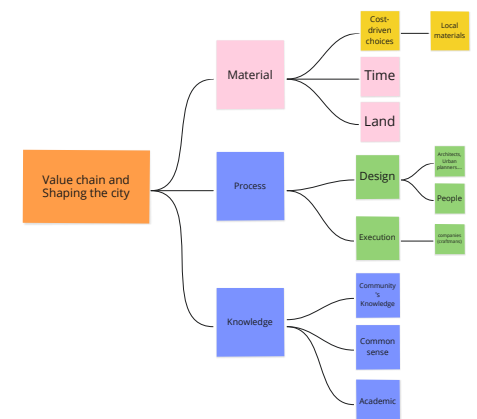 Cost-
driven
choices
Local
materials
Material
Time
Land
Value chain and
Shaping the city
Process
Design
Architects,
Urban
planners....
People
Execution
companies
(craftmans)
Knowledge
Community
's
Knowledge
Common
sense
Academic